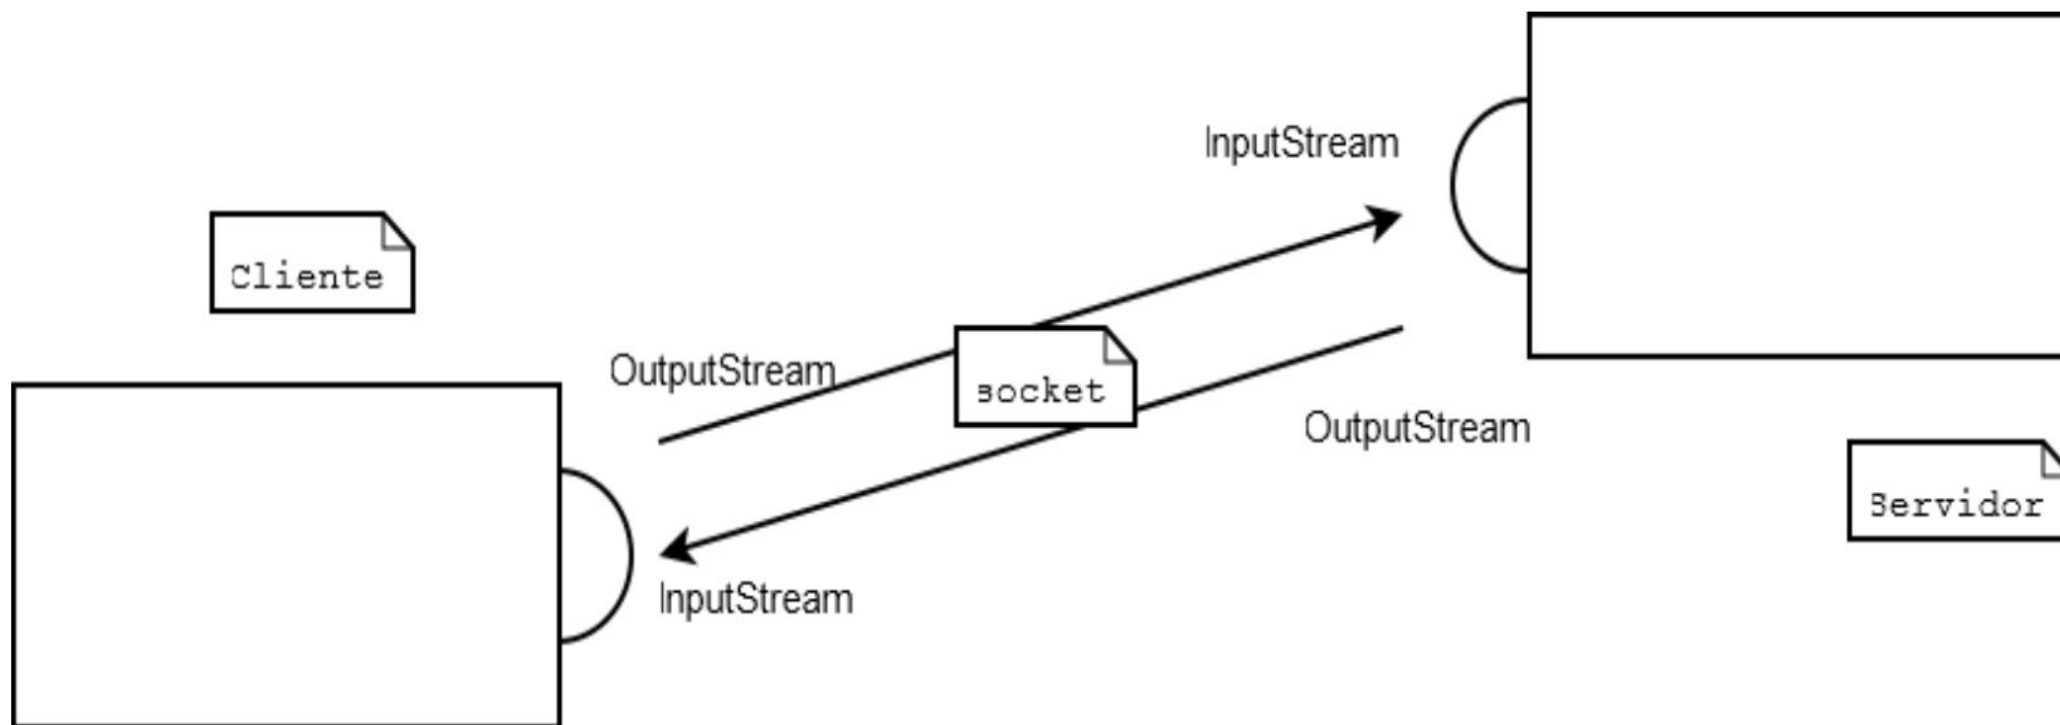 InputStream
Cliente
OutputStream
socket
OutputStream
Servidor
InputStream